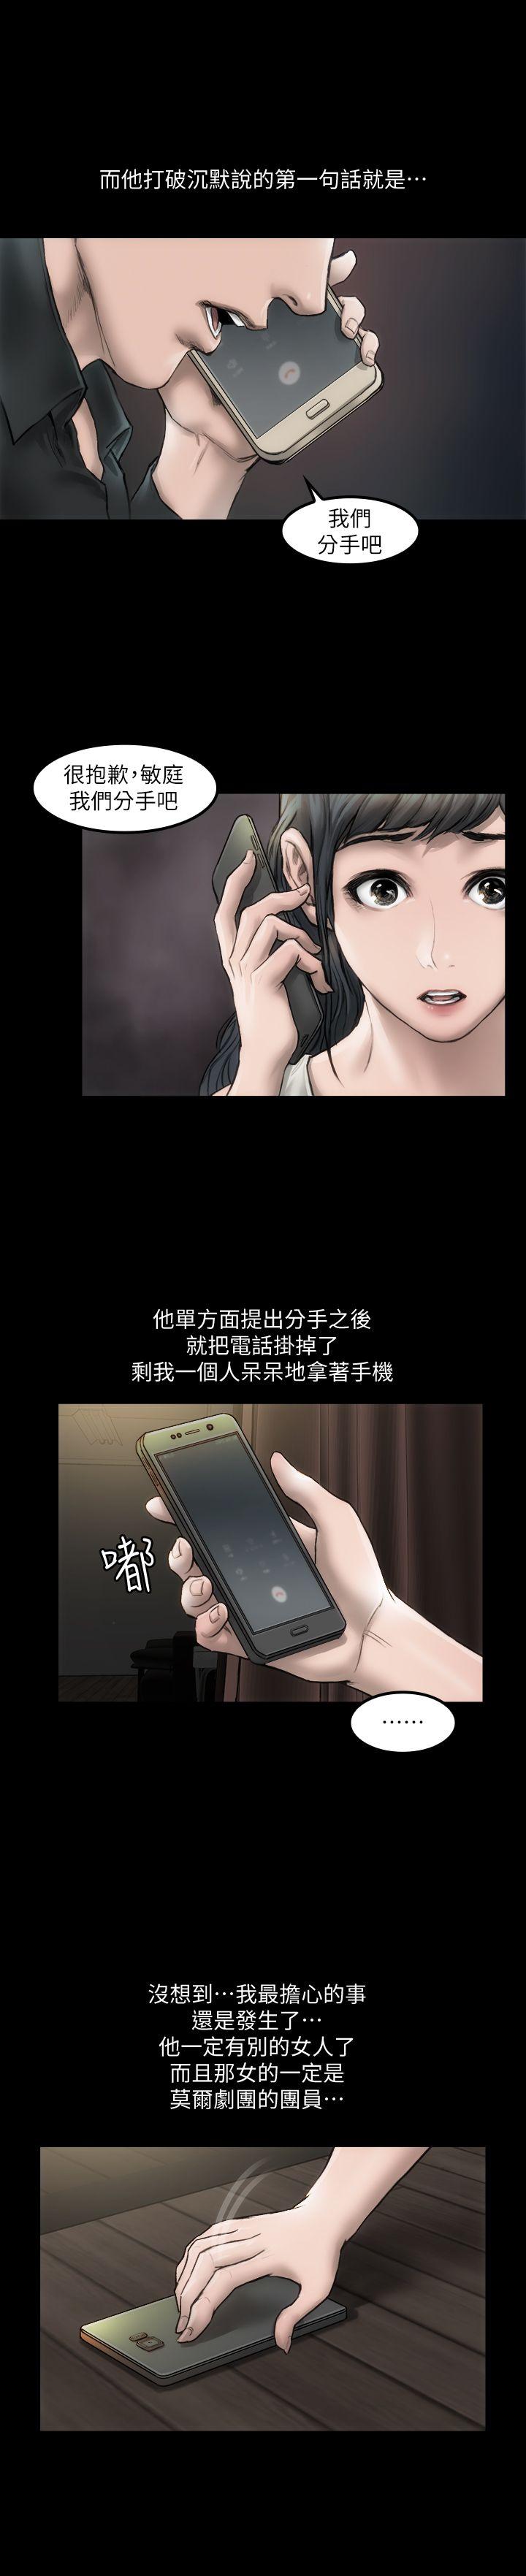 而他打破沉默說的第一句話就是⋯
我們
分手吧
很抱歉，敏庭
我們分手吧
他單方面提出分手之後
就把電話掛掉了
剩我一個人呆呆地拿著手機
嘟
⋯⋯
沒想到⋯我最擔心的事
還是發生了⋯
他一定有別的女人了
而且那女的一定是
莫爾劇團的團員⋯